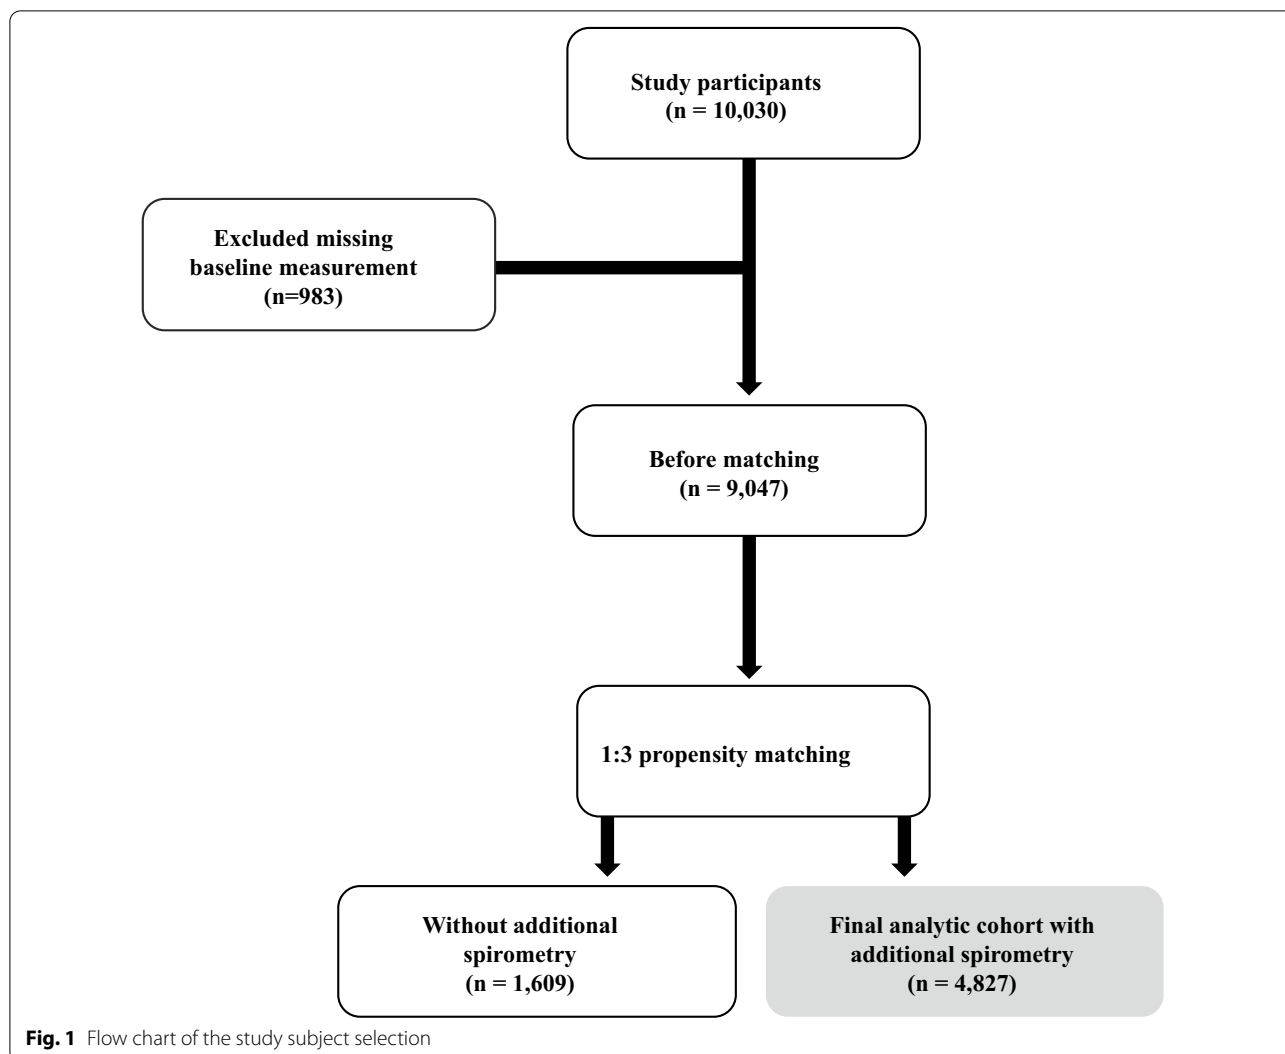 Study participants
(n = 10,030)
Excluded missing
baseline measurement
(n=983)
Before matching
(n = 9,047)
1:3 propensity matching
Without additional
spirometry
(n = 1,609)
Final analytic cohort with
additional spirometry
(n = 4,827)
Fig. 1 Flow chart of the study subject selection